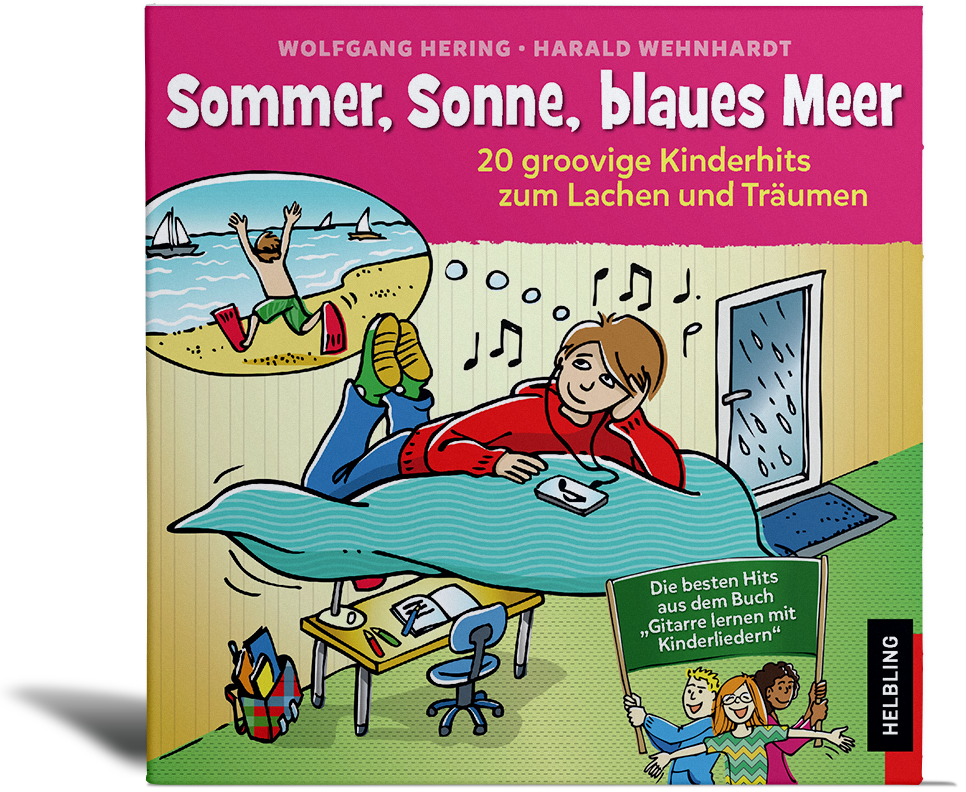 WOLFGANG HERING • HARALD WEHNHARDT
Sommer, Sonne, blaues Meer
20 groovige Kinderhits
zum Lachen und Träumen
Die besten Hits
aus dem Buch
„Gitarre lernen mit
Kinderliedern“
HELBLING